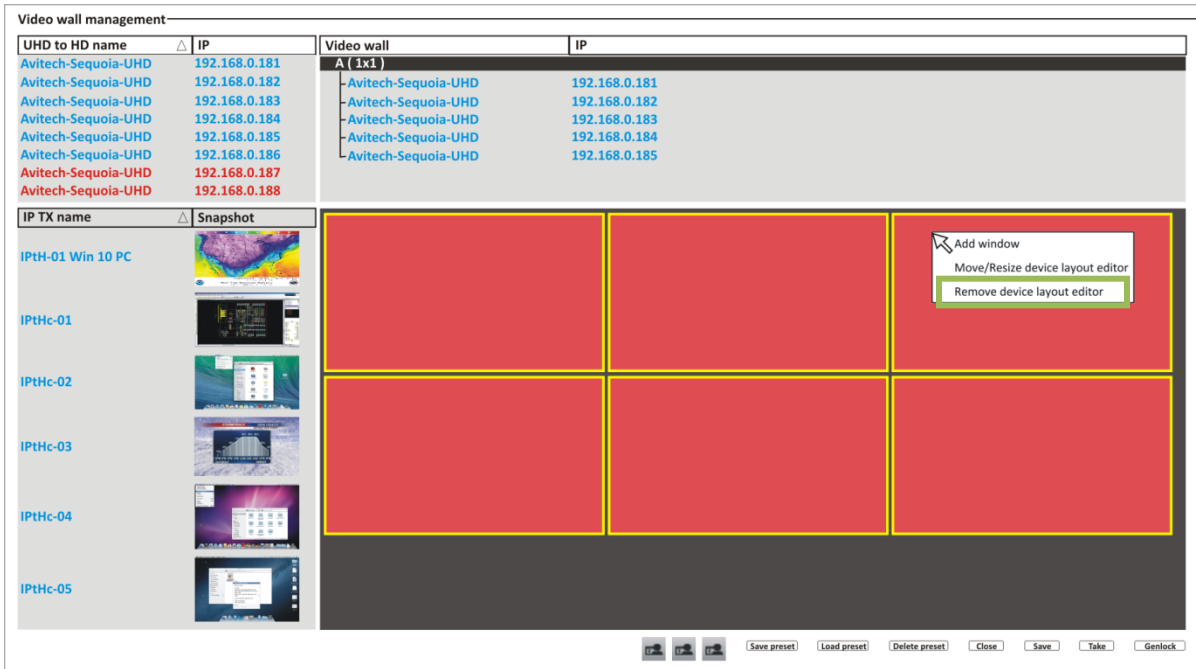 Video wall management
UHD to HD name △ IP
Avitech-Sequoia-UHD 192.168.0.181
Avitech-Sequoia-UHD 192.168.0.182
Avitech-Sequoia-UHD 192.168.0.183
Avitech-Sequoia-UHD 192.168.0.184
Avitech-Sequoia-UHD 192.168.0.185
Avitech-Sequoia-UHD 192.168.0.186
Avitech-Sequoia-UHD 192.168.0.187
Avitech-Sequoia-UHD 192.168.0.188
Video wall IP
A ( 1x1 )
Avitech-Sequoia-UHD 192.168.0.181
Avitech-Sequoia-UHD 192.168.0.182
Avitech-Sequoia-UHD 192.168.0.183
Avitech-Sequoia-UHD 192.168.0.184
Avitech-Sequoia-UHD 192.168.0.185
IP TX name △ Snapshot
IPtH-01 Win 10 PC
IPtHc-01
IPtHc-02
IPtHc-03
IPtHc-04
IPtHc-05
Add window
Move/Resize device layout editor
Remove device layout editor
Save preset Load preset Delete preset Close Save Take Genlock